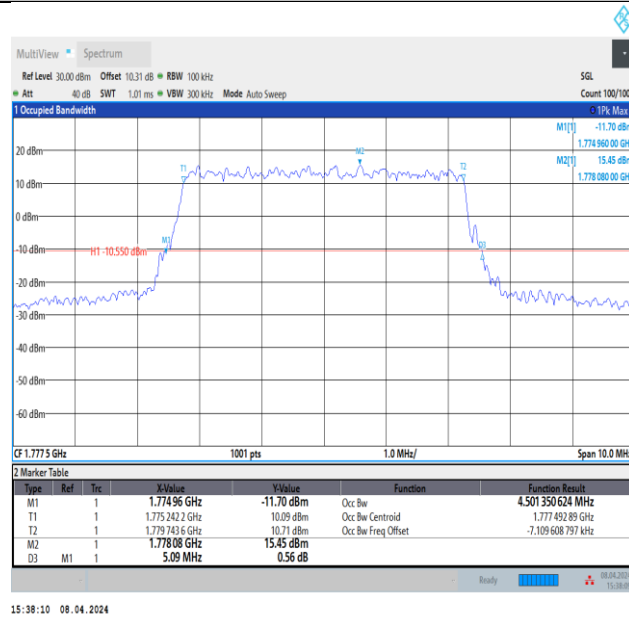 MultiView Spectrum
Ref Level 30.00 dBm Offset 10.31 dB RBW 100 kHz SGL
Att 40 dB SWT 1.01 ms VBW 300 kHz Mode Auto Sweep Count 100/100
1 Occupied Bandwidth 1Pk Max
M1[1] -11.70 dBm
1.774 960 00 GH
20 dBm T1 M2 T2 M2[1] 15.45 dBm
1.778 080 00 GH
10 dBm
0 dBm
M1 D3
-10 dBm H1 -10.550 dBm
-20 dBm
-30 dBm
-40 dBm
-50 dBm
-60 dBm
CF 1.777 5 GHz 1001 pts 1.0 MHz/ Span 10.0 MH
2 Marker Table
Type Ref Trc X-Value Y-Value Function Function Result
M1 1 1.774 96 GHz -11.70 dBm Occ Bw 4.501 350 624 MHz
T1 1 1.775 242 2 GHz 10.09 dBm Occ Bw Centroid 1.777 492 89 GHz
T2 1 1.779 743 6 GHz 10.71 dBm Occ Bw Freq Offset -7.109 608 797 kHz
M2 1 1.778 08 GHz 15.45 dBm
D3 M1 1 5.09 MHz 0.56 dB
Ready 08.04.2024
15:38:10 08.04.2024